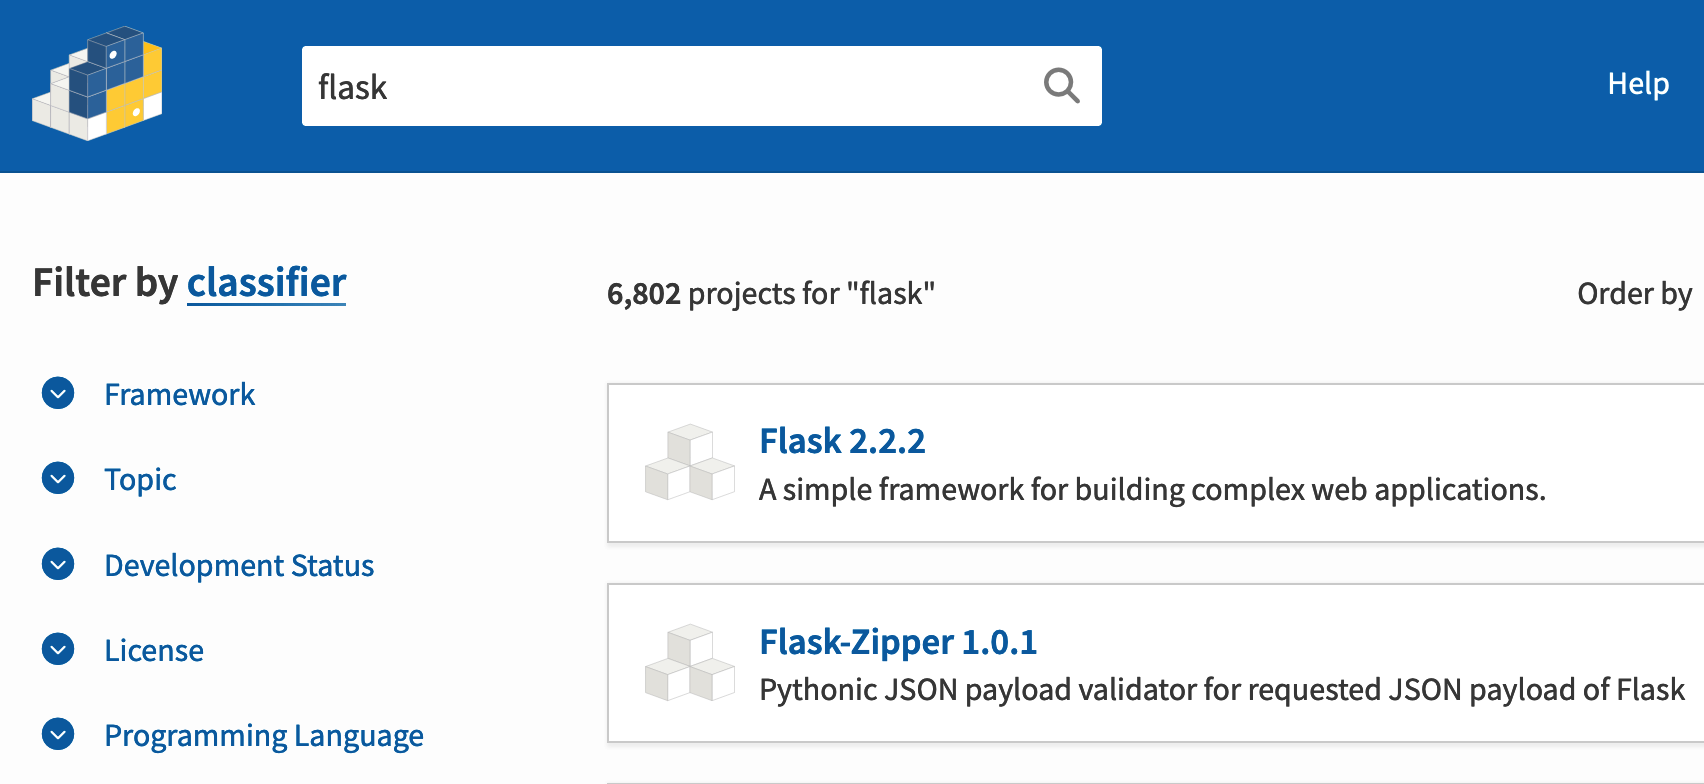 flask
Help
Filter by classifier
6,802 projects for "flask"
Order by
Framework
Topic
Development Status
License
Programming Language
Flask 2.2.2
A simple framework for building complex web applications.
Flask-Zipper 1.0.1
Pythonic JSON payload validator for requested JSON payload of Flask